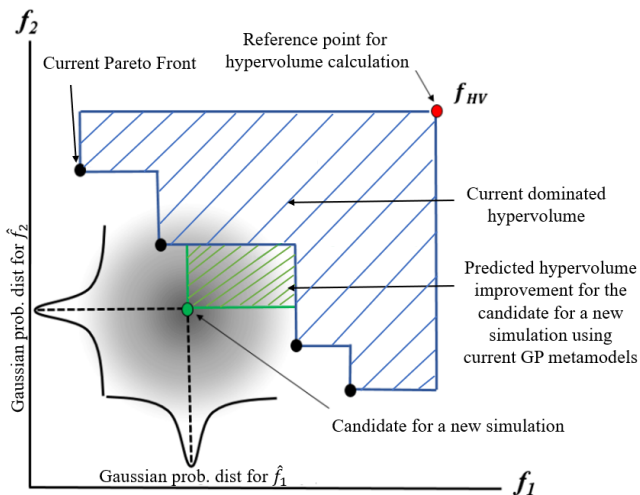 f₂
Reference point for
hypervolume calculation
Current Pareto Front
f_HV
Current dominated
hypervolume
Gaussian prob. dist for f̂₂
Predicted hypervolume
improvement for the
candidate for a new
simulation using
current GP metamodels
Candidate for a new simulation
Gaussian prob. dist for f̂₁
f₁